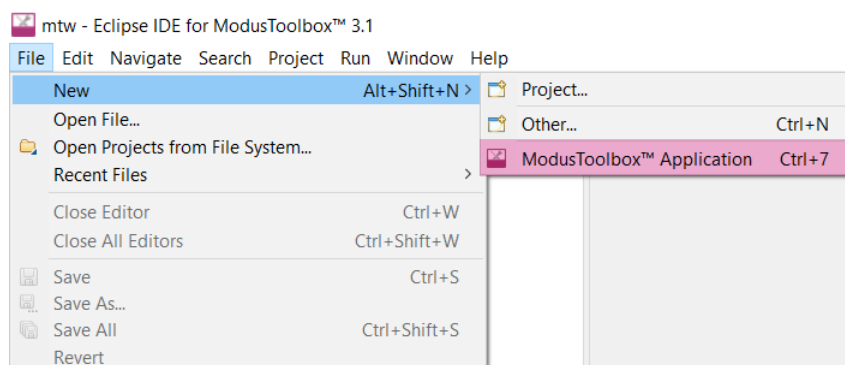 mtw - Eclipse IDE for ModusToolbox™ 3.1
File Edit Navigate Search Project Run Window Help
New Alt+Shift+N >
Project...
Open File...
Other... Ctrl+N
Open Projects from File System...
ModusToolbox™ Application Ctrl+7
Recent Files >
Close Editor Ctrl+W
Close All Editors Ctrl+Shift+W
Save Ctrl+S
Save As...
Save All Ctrl+Shift+S
Revert